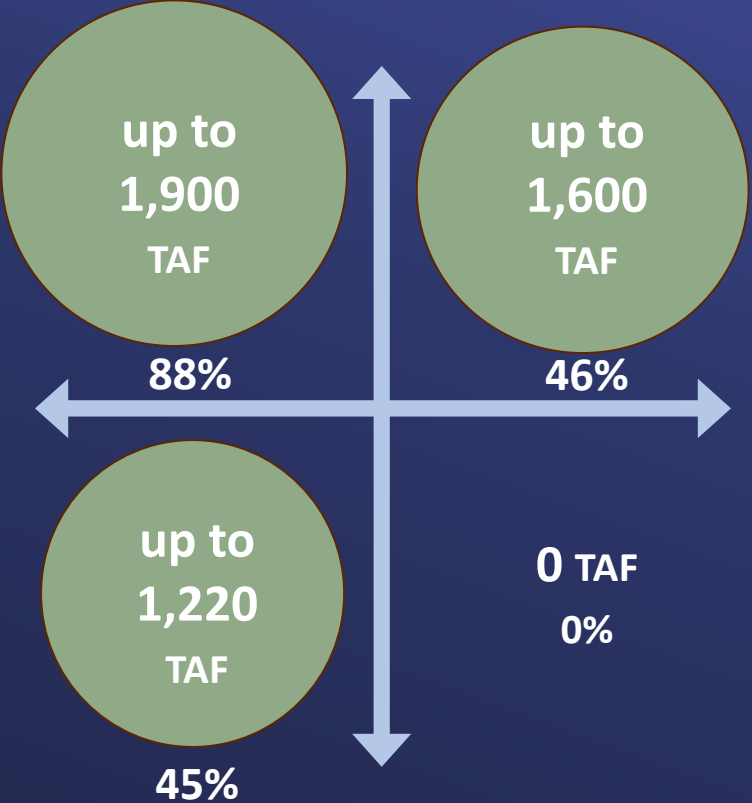 up to
1,900
TAF
88%
up to
1,600
TAF
46%
up to
1,220
TAF
45%
0 TAF
0%